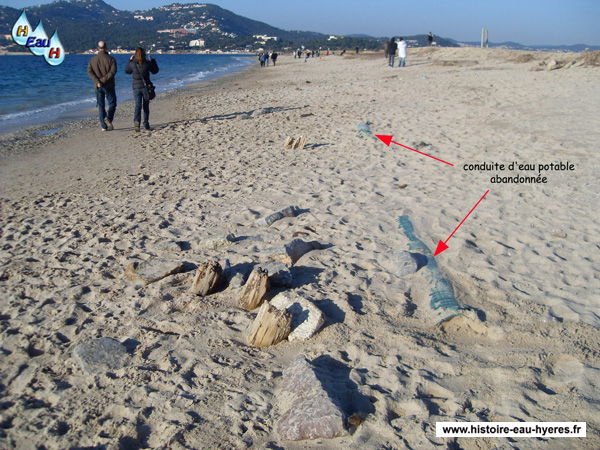 H Eau H
conduite d'eau potable
abandonnée
www.histoire-eau-hyeres.fr